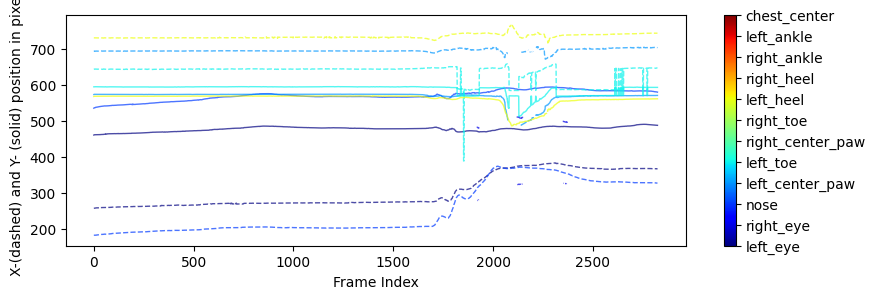 X-(dashed) and Y- (solid) position in pixe
700
600
500
400
300
200
0
500
1000
1500
2000
2500
Frame Index
chest_center
left_ankle
right_ankle
right_heel
left_heel
right_toe
right_center_paw
left_toe
left_center_paw
nose
right_eye
left_eye